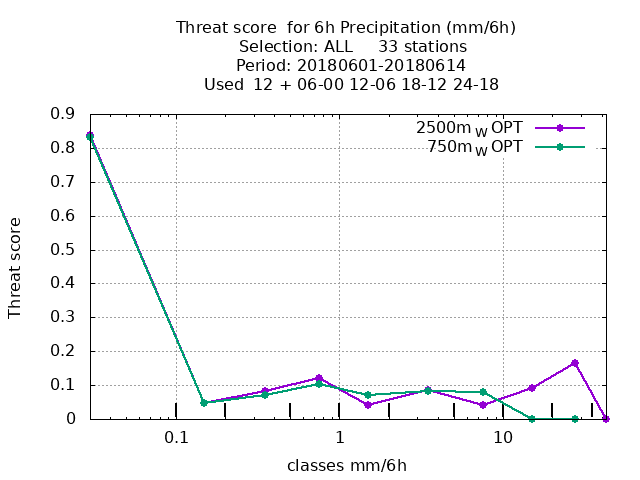 Threat score  for 6h Precipitation (mm/6h)
Selection: ALL     33 stations
Period: 20180601-20180614
Used  12 + 06-00 12-06 18-12 24-18
2500m W OPT
750m W OPT
0.9
0.8
0.7
0.6
0.5
0.4
0.3
0.2
0.1
0
Threat score
0.1
1
10
classes mm/6h